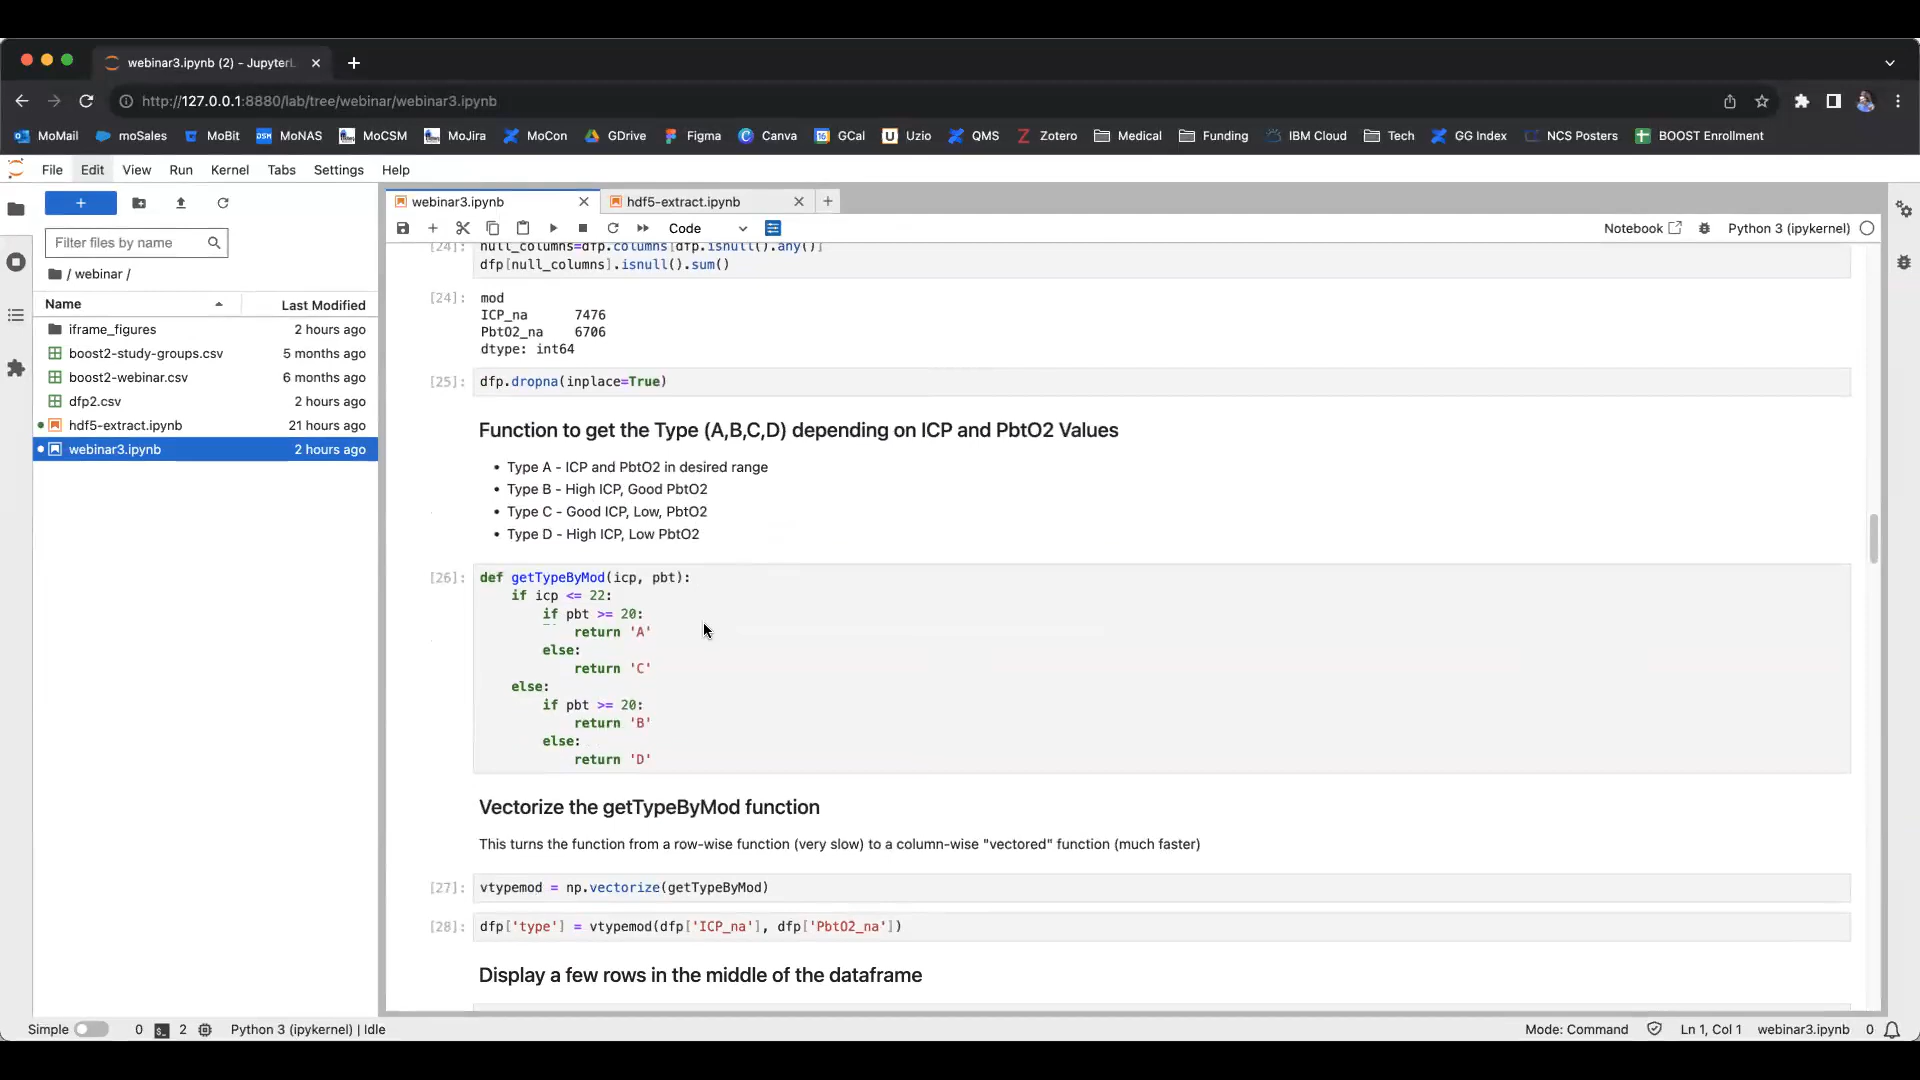 webinar3.ipynb (2) - JupyterL
http://127.0.0.1:8880/lab/tree/webinar/webinar3.ipynb
MoMail moSales MoBit MoNAS MoCSM MoJira MoCon GDrive Figma Canva GCal Uzio QMS Zotero Medical Funding IBM Cloud Tech GG Index NCS Posters BOOST Enrollment
File Edit View Run Kernel Tabs Settings Help
webinar3.ipynb hdf5-extract.ipynb
Code Notebook Python 3 (ipykernel)
Filter files by name
/ webinar /
Name Last Modified
iframe_figures 2 hours ago
boost2-study-groups.csv 5 months ago
boost2-webinar.csv 6 months ago
dfp2.csv 2 hours ago
hdf5-extract.ipynb 21 hours ago
webinar3.ipynb 2 hours ago
[24]: null_columns=dfp.columns[dfp.isnull().any()]
dfp[null_columns].isnull().sum()
[24]: mod
ICP_na 7476
PbtO2_na 6706
dtype: int64
[25]: dfp.dropna(inplace=True)
Function to get the Type (A,B,C,D) depending on ICP and PbtO2 Values
• Type A - ICP and PbtO2 in desired range
• Type B - High ICP, Good PbtO2
• Type C - Good ICP, Low, PbtO2
• Type D - High ICP, Low PbtO2
[26]: def getTypeByMod(icp, pbt):
if icp <= 22:
if pbt >= 20:
return 'A'
else:
return 'C'
else:
if pbt >= 20:
return 'B'
else:
return 'D'
Vectorize the getTypeByMod function
This turns the function from a row-wise function (very slow) to a column-wise "vectored" function (much faster)
[27]: vtypemod = np.vectorize(getTypeByMod)
[28]: dfp['type'] = vtypemod(dfp['ICP_na'], dfp['PbtO2_na'])
Display a few rows in the middle of the dataframe
Simple 0 2 Python 3 (ipykernel) | Idle Mode: Command Ln 1, Col 1 webinar3.ipynb 0